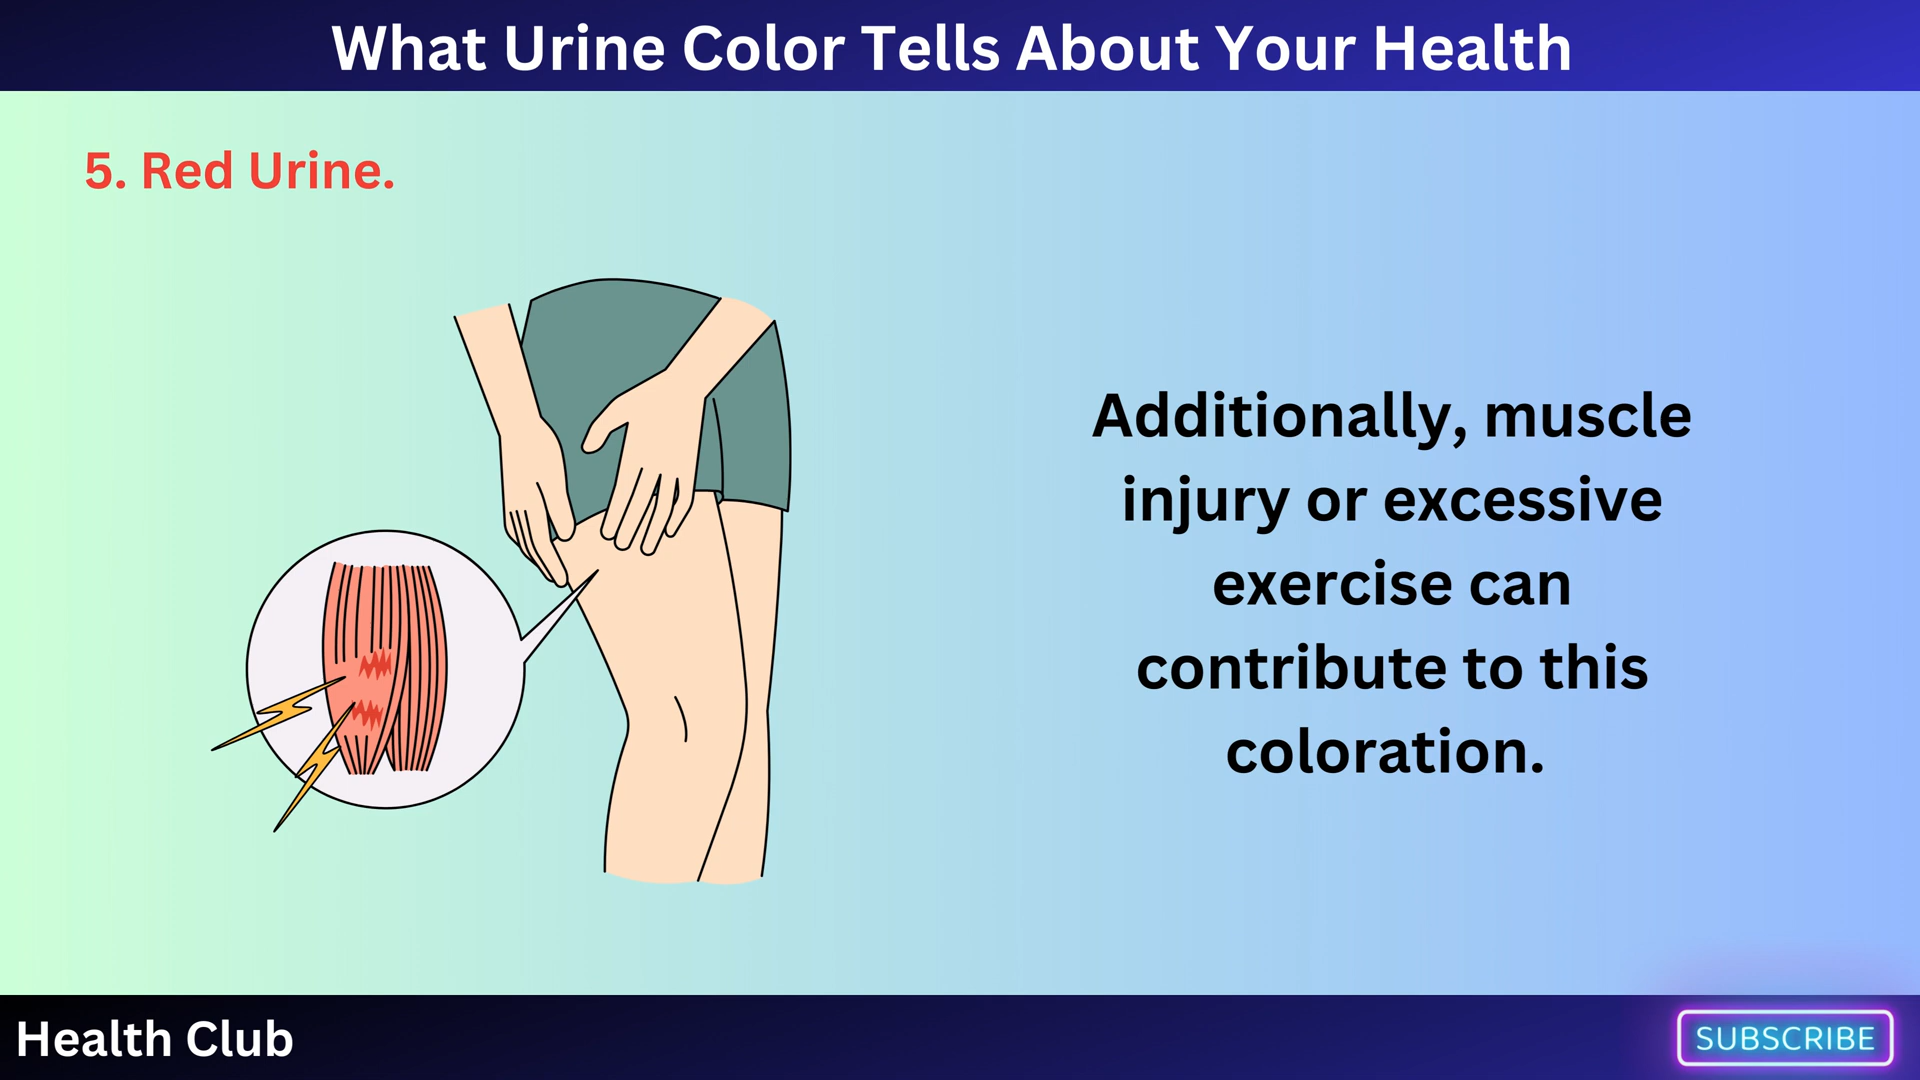 What Urine Color Tells About Your Health
5. Red Urine.
Additionally, muscle
injury or excessive
exercise can
contribute to this
coloration.
Health Club
SUBSCRIBE